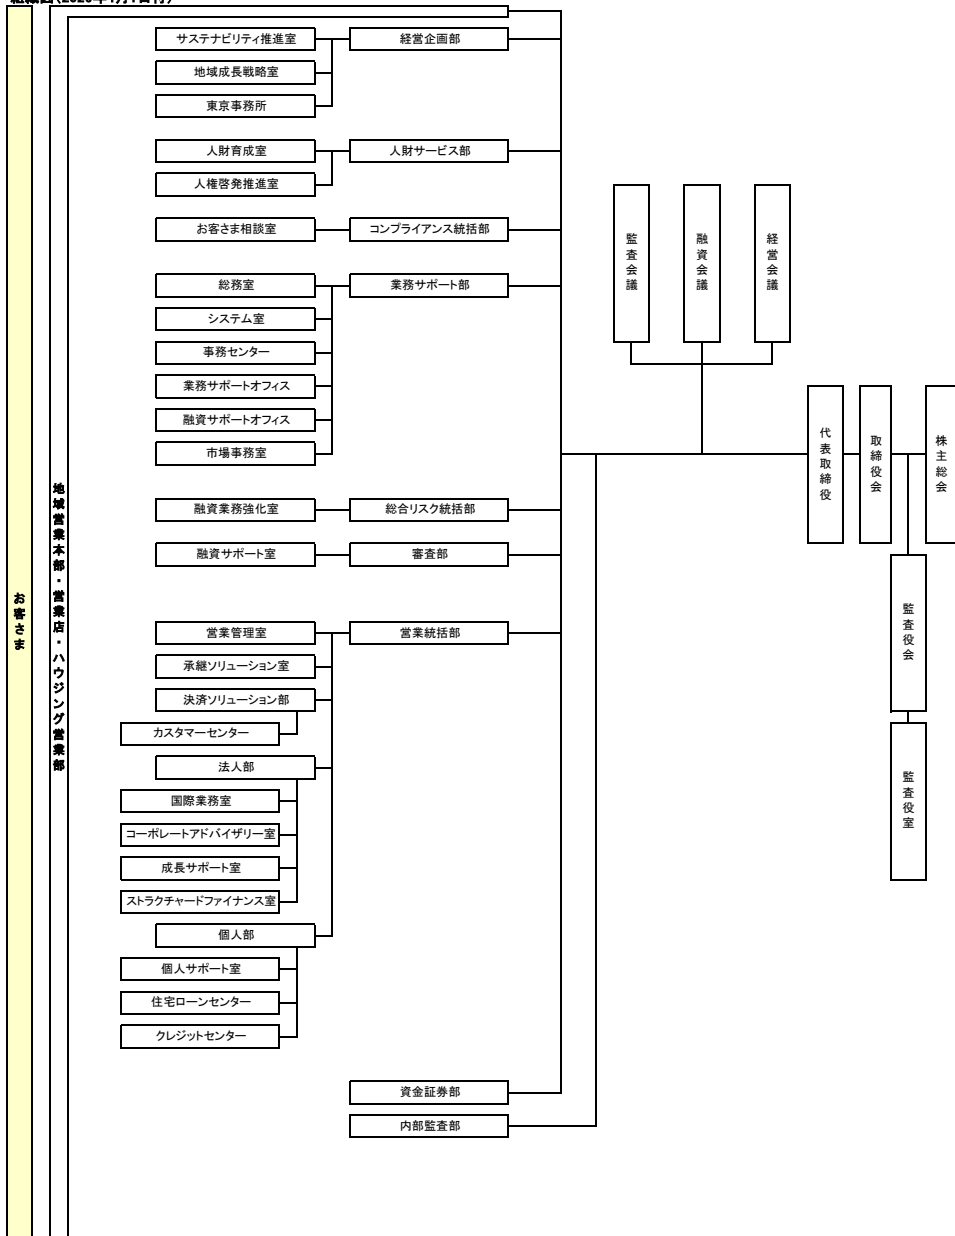 サステナビリティ推進室
経営企画部
地域成長戦略室
東京事務所
人財育成室
人財サービス部
人権啓発推進室
お客さま相談室
コンプライアンス統括部
総務室
業務サポート部
システム室
事務センター
業務サポートオフィス
融資サポートオフィス
市場事務室
融資業務強化室
総合リスク統括部
融資サポート室
審査部
営業管理室
営業統括部
承継ソリューション室
決済ソリューション部
カスタマーセンター
法人部
国際業務室
コーポレートアドバイザリー室
成長サポート室
ストラクチャードファイナンス室
個人部
個人サポート室
住宅ローンセンター
クレジットセンター
資金証券部
内部監査部
監査会議
融資会議
経営会議
代表取締役
取締役会
株主総会
監査役会
監査役室
地域営業本部・営業店・ハウジング営業部
お客さま